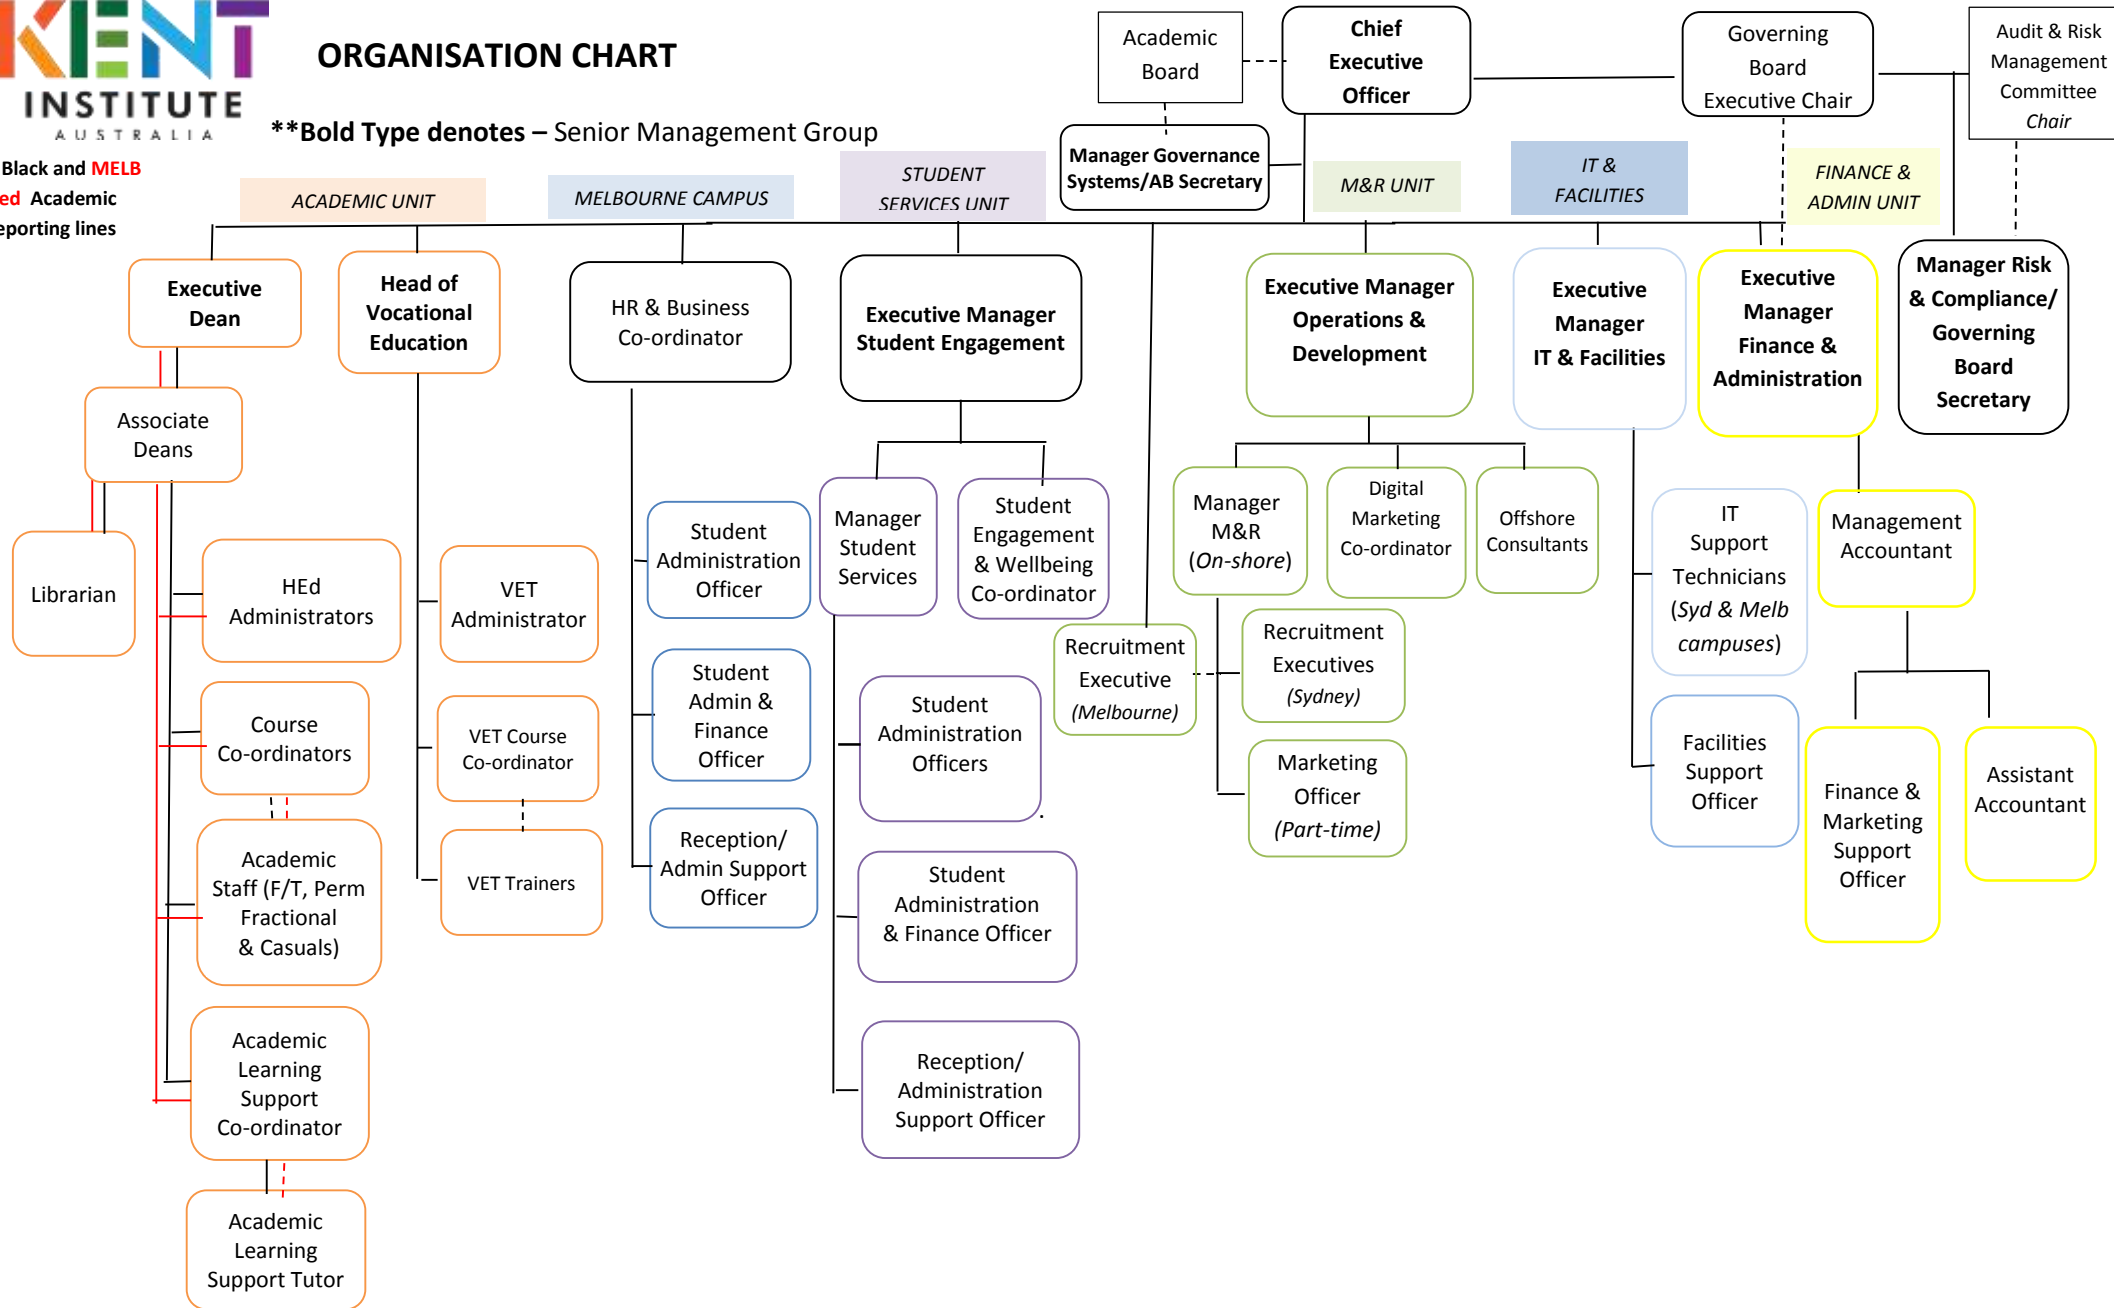 KENT
INSTITUTE
AUSTRALIA
ORGANISATION CHART
**Bold Type denotes – Senior Management Group
Black and MELB
Academic
reporting lines
Academic
Board
Chief
Executive
Officer
Governing
Board
Executive Chair
Audit & Risk
Management
Committee
Chair
Manager Governance
Systems/AB Secretary
ACADEMIC UNIT
MELBOURNE CAMPUS
STUDENT
SERVICES UNIT
M&R UNIT
IT &
FACILITIES
FINANCE &
ADMIN UNIT
Executive
Dean
Head of
Vocational
Education
HR & Business
Co-ordinator
Executive Manager
Student Engagement
Executive Manager
Operations &
Development
Executive
Manager
IT & Facilities
Executive
Manager
Finance &
Administration
Manager Risk
& Compliance/
Governing
Board
Secretary
Associate
Deans
Librarian
HEd
Administrators
Course
Co-ordinators
Academic
Staff (F/T, Perm
Fractional
& Casuals)
Academic
Learning
Support
Co-ordinator
Academic
Learning
Support Tutor
VET
Administrator
VET Course
Co-ordinator
VET Trainers
Student
Administration
Officer
Student
Admin &
Finance
Officer
Reception/
Admin Support
Officer
Manager
Student
Services
Student
Engagement
& Wellbeing
Co-ordinator
Student
Administration
Officers
.
Student
Administration
& Finance Officer
Reception/
Administration
Support Officer
Manager
M&R
(On-shore)
Digital
Marketing
Co-ordinator
Offshore
Consultants
Recruitment
Executive
(Melbourne)
Recruitment
Executives
(Sydney)
Marketing
Officer
(Part-time)
IT
Support
Technicians
(Syd & Melb
campuses)
Facilities
Support
Officer
Management
Accountant
Finance &
Marketing
Support
Officer
Assistant
Accountant